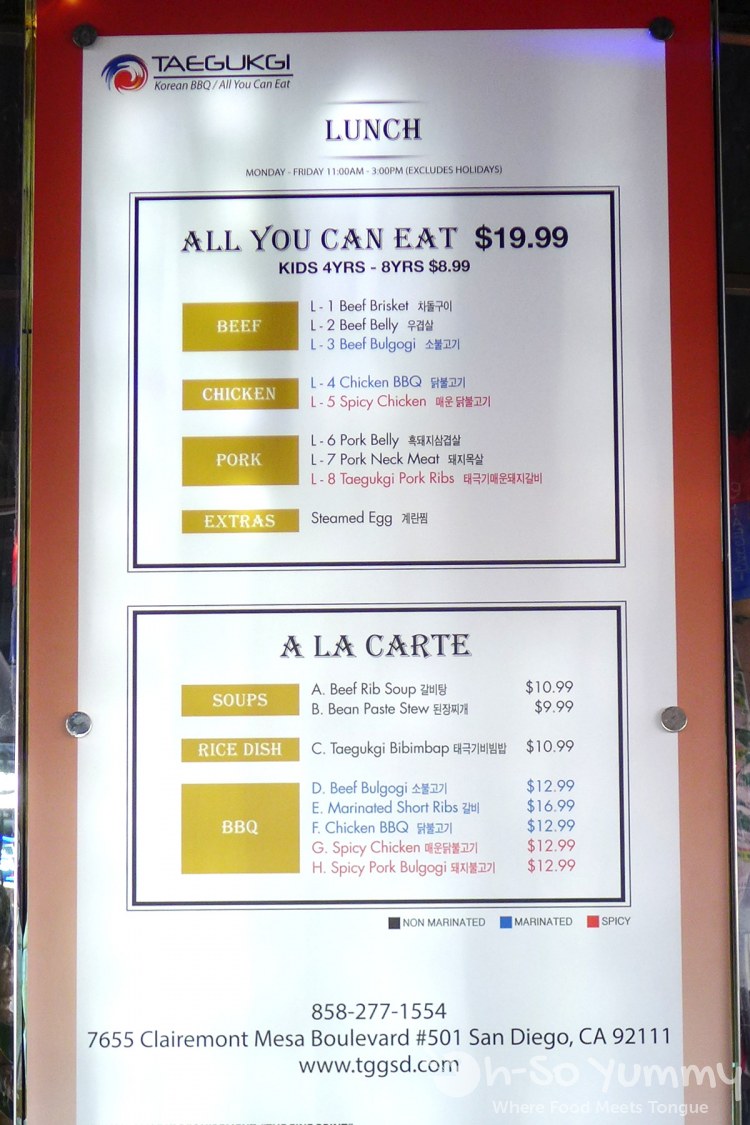 TAEGUKGI
Korean BBQ / All You Can Eat
LUNCH
MONDAY - FRIDAY 11:00AM - 3:00PM (EXCLUDES HOLIDAYS)
ALL YOU CAN EAT $19.99
KIDS 4YRS - 8YRS $8.99
BEEF
L - 1 Beef Brisket 차돌구이
L - 2 Beef Belly 우겹살
L - 3 Beef Bulgogi 소불고기
CHICKEN
L - 4 Chicken BBQ 닭불고기
L - 5 Spicy Chicken 매운 닭불고기
PORK
L - 6 Pork Belly 흑돼지삼겹살
L - 7 Pork Neck Meat 돼지목살
L - 8 Taegukgi Pork Ribs 태극기매운돼지갈비
EXTRAS
Steamed Egg 계란찜
A LA CARTE
SOUPS
A. Beef Rib Soup 갈비탕 $10.99
B. Bean Paste Stew 된장찌개 $9.99
RICE DISH
C. Taegukgi Bibimbap 태극기비빔밥 $10.99
BBQ
D. Beef Bulgogi 소불고기 $12.99
E. Marinated Short Ribs 갈비 $16.99
F. Chicken BBQ 닭불고기 $12.99
G. Spicy Chicken 매운닭불고기 $12.99
H. Spicy Pork Bulgogi 돼지불고기 $12.99
NON MARINATED MARINATED SPICY
858-277-1554
7655 Clairemont Mesa Boulevard #501 San Diego, CA 92111
www.tggsd.com
Oh-So Yummy
Where Food Meets Tongue